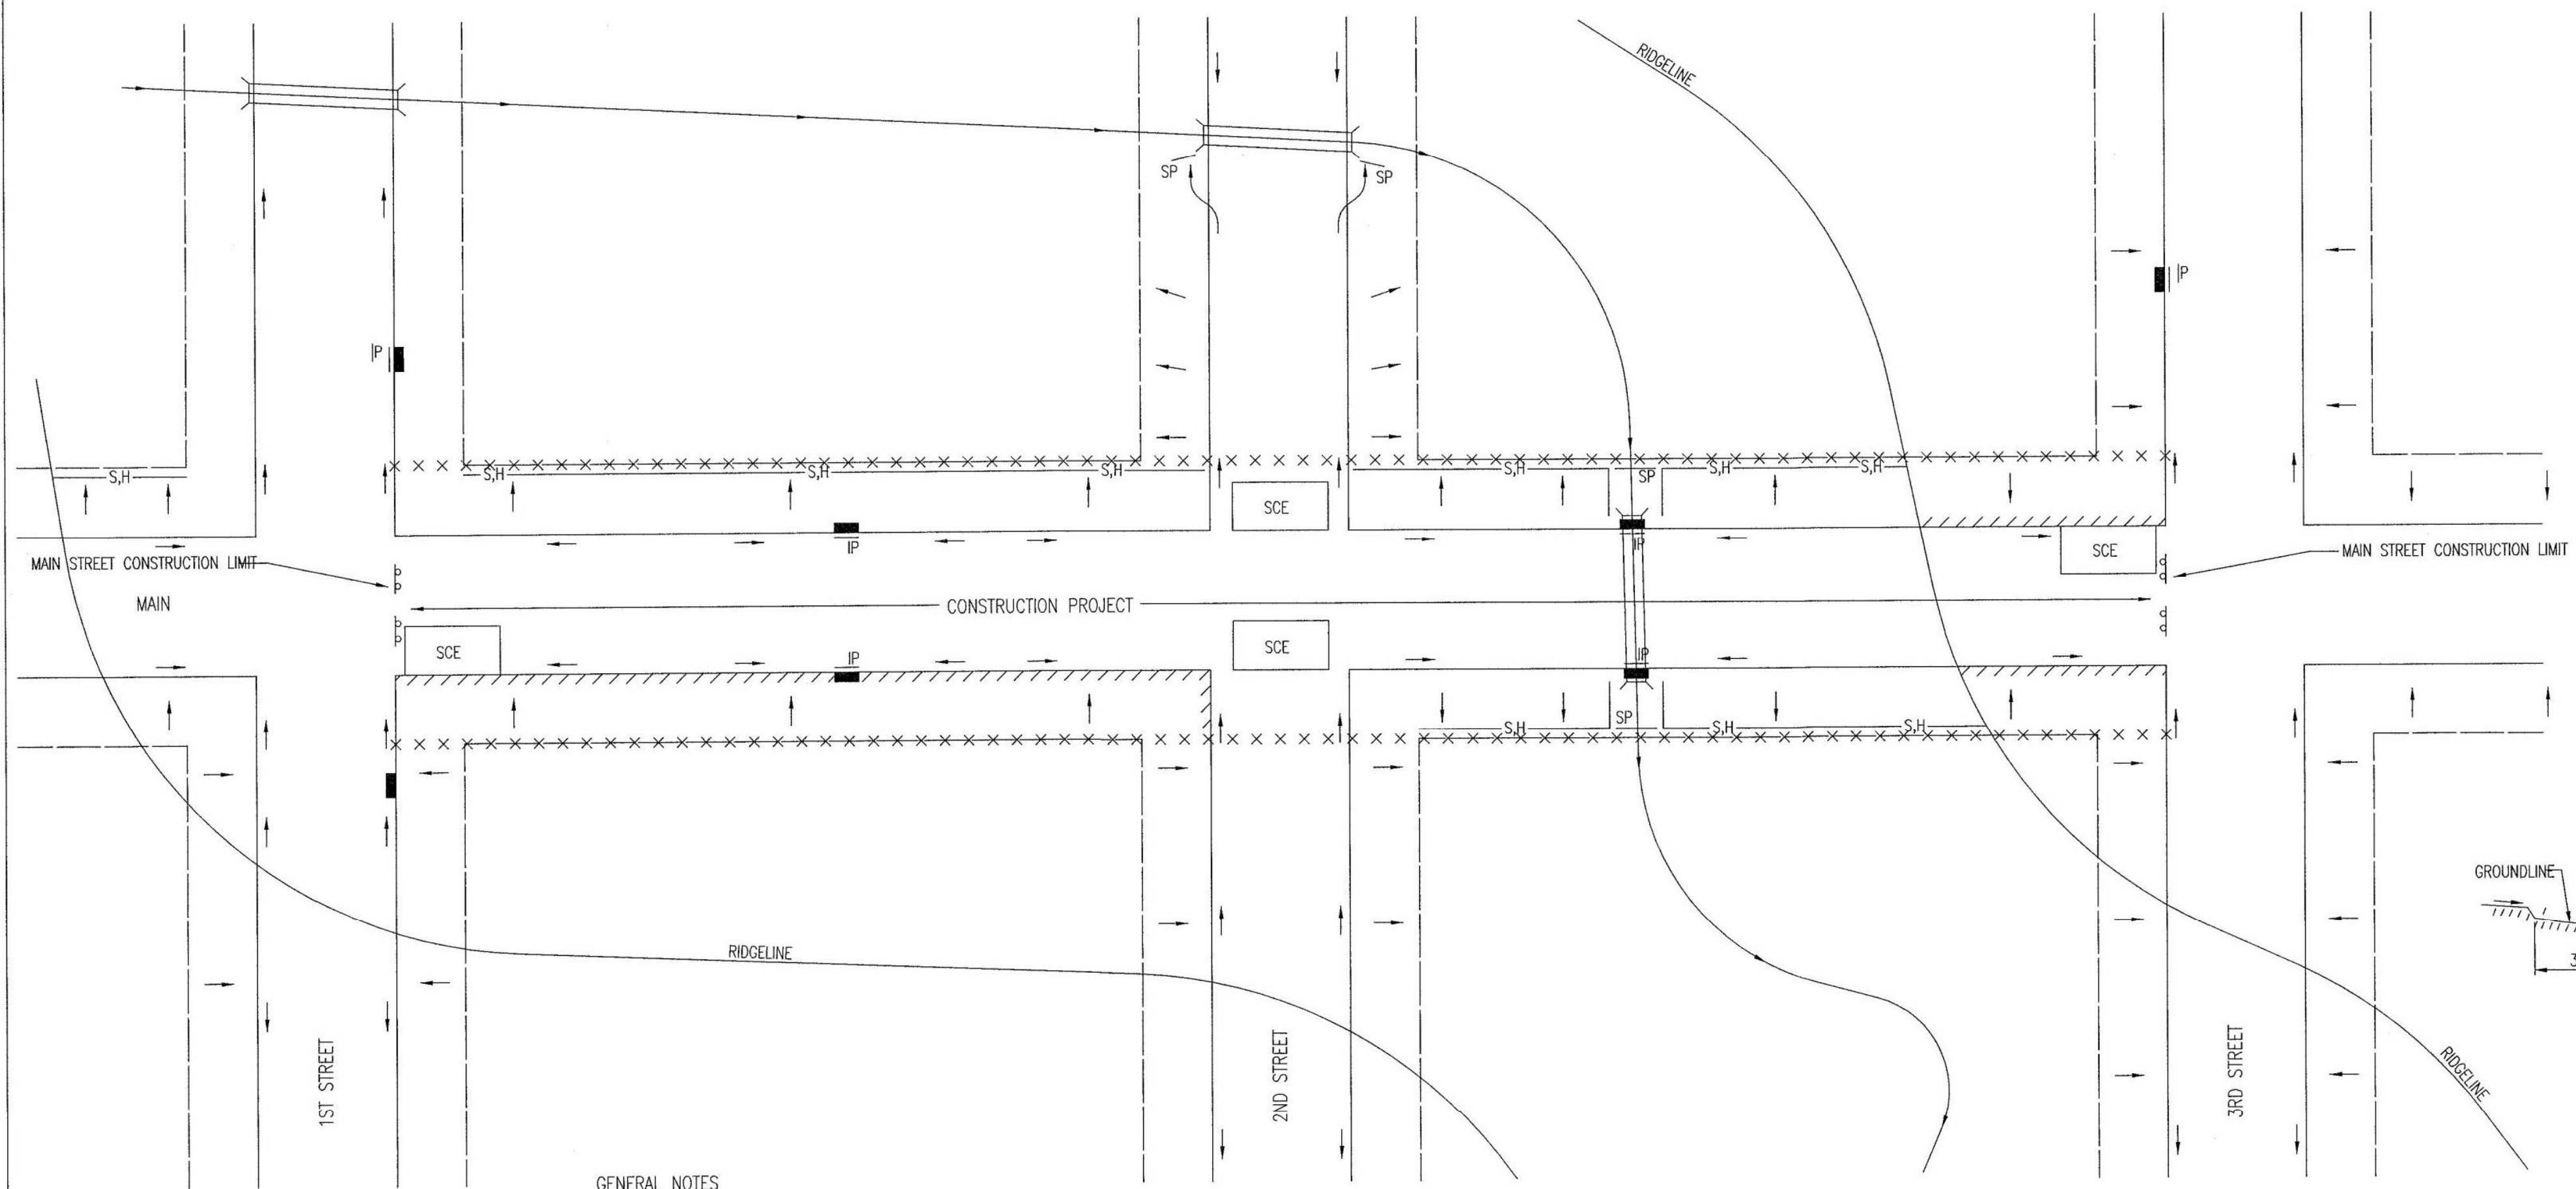 RIDGELINE
SP
SP
IP
IP
S,H
S,H
S,H
S,H
S,H
SP
S,H
S,H
SCE
IP
IP
SCE
MAIN STREET CONSTRUCTION LIMIT
MAIN STREET CONSTRUCTION LIMIT
MAIN
CONSTRUCTION PROJECT
SCE
SCE
IP
IP
SP
S,H
S,H
S,H
GROUNDLINE
3
RIDGELINE
1ST STREET
2ND STREET
3RD STREET
RIDGELINE
GENERAL NOTES